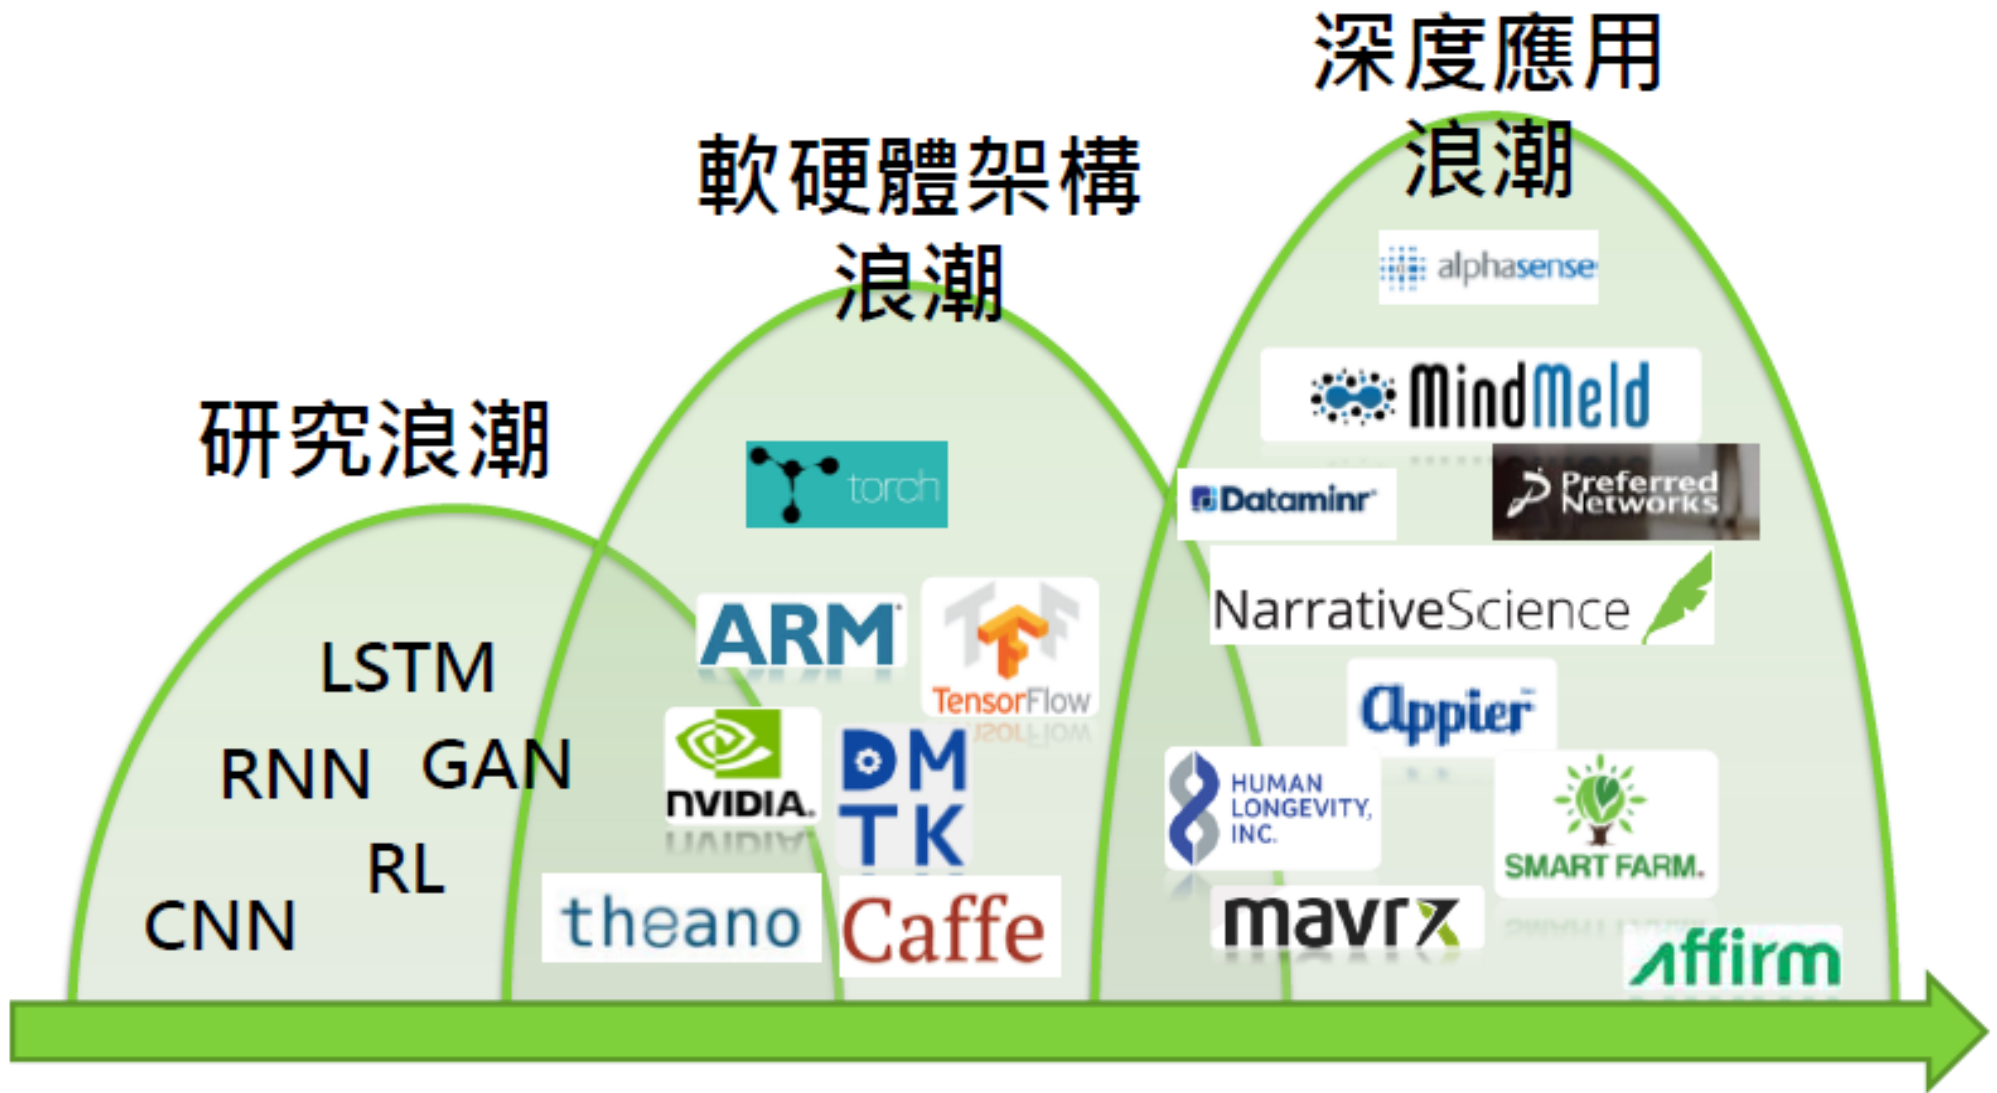 研究浪潮
LSTM
RNN
GAN
RL
CNN
軟硬體架構
浪潮
torch
ARM
TensorFlow
nVIDIA.
DM
TK
theano
Caffe
深度應用
浪潮
alphasense
MindMeld
Dataminr
Preferred
Networks
NarrativeScience
appier
HUMAN
LONGEVITY,
INC.
SMART FARM.
mavrx
affirm